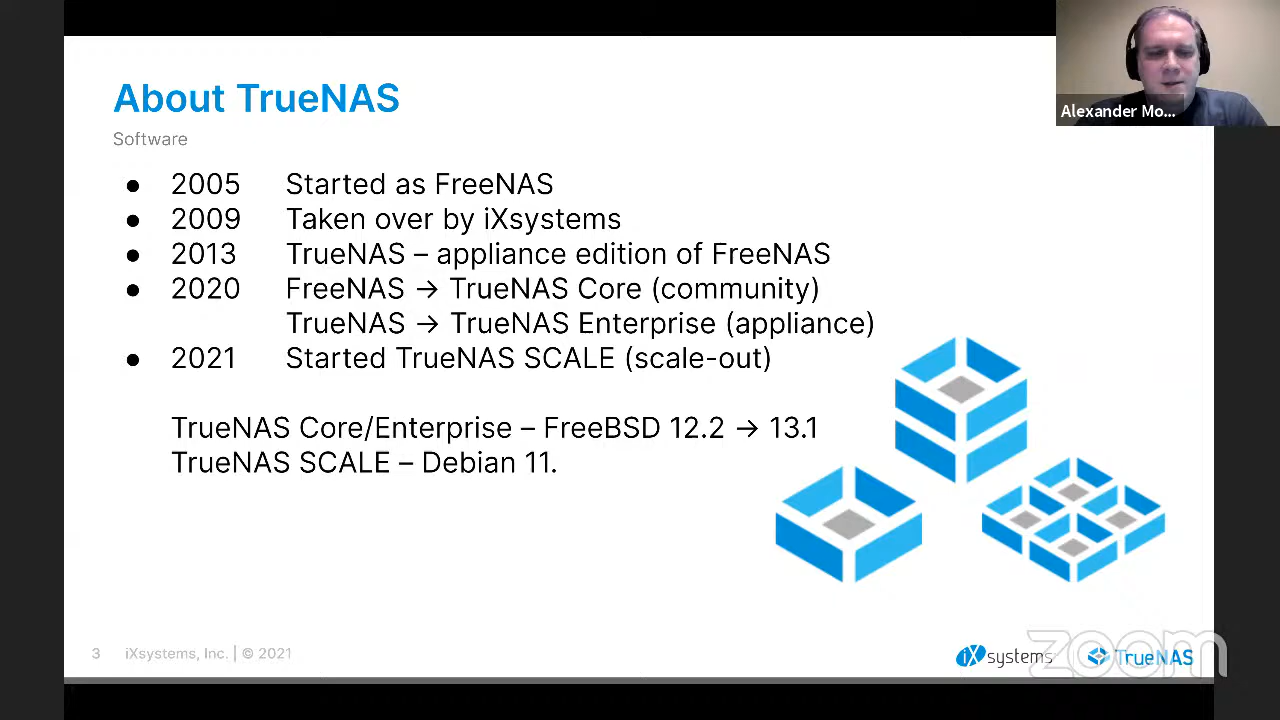 About TrueNAS
Software
● 2005 Started as FreeNAS
● 2009 Taken over by iXsystems
● 2013 TrueNAS – appliance edition of FreeNAS
● 2020 FreeNAS → TrueNAS Core (community)
TrueNAS → TrueNAS Enterprise (appliance)
● 2021 Started TrueNAS SCALE (scale-out)
TrueNAS Core/Enterprise – FreeBSD 12.2 → 13.1
TrueNAS SCALE – Debian 11.
Alexander Mo...
3 iXsystems, Inc. | © 2021
iXsystems
TrueNAS
zoom